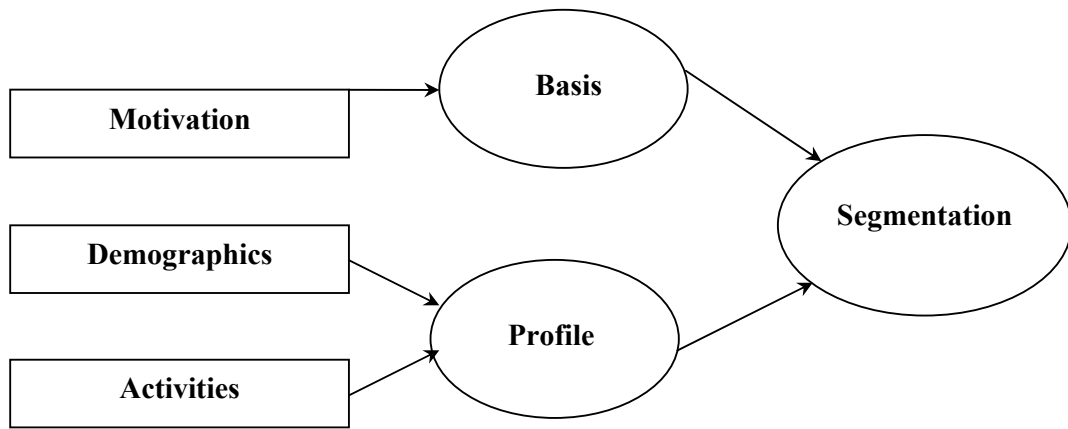 Basis
Motivation
Segmentation
Demographics
Profile
Activities